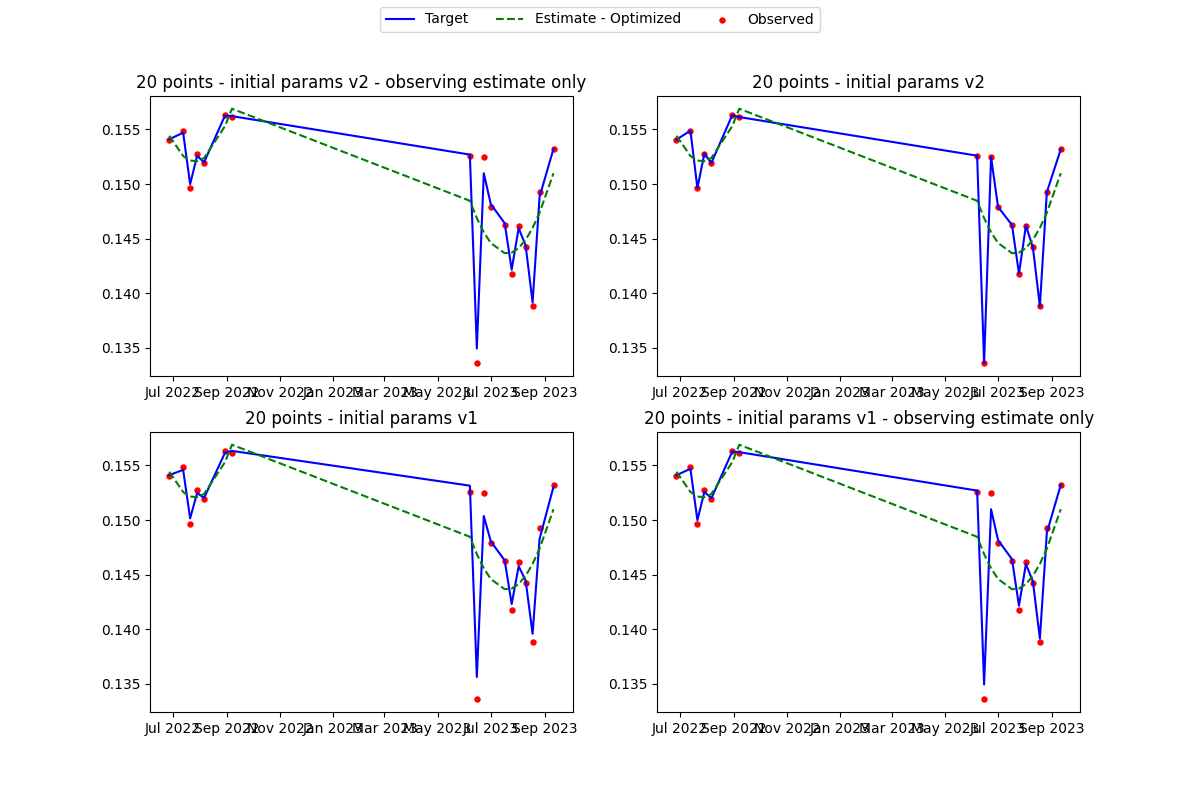 Target Estimate - Optimized Observed
20 points - initial params v2 - observing estimate only
0.155
0.150
0.145
0.140
0.135
Jul 2022 Sep 2022 Nov 2022 Jan 2023 Mar 2023 May 2023 Jul 2023 Sep 2023
20 points - initial params v2
0.155
0.150
0.145
0.140
0.135
Jul 2022 Sep 2022 Nov 2022 Jan 2023 Mar 2023 May 2023 Jul 2023 Sep 2023
20 points - initial params v1
0.155
0.150
0.145
0.140
0.135
Jul 2022 Sep 2022 Nov 2022 Jan 2023 Mar 2023 May 2023 Jul 2023 Sep 2023
20 points - initial params v1 - observing estimate only
0.155
0.150
0.145
0.140
0.135
Jul 2022 Sep 2022 Nov 2022 Jan 2023 Mar 2023 May 2023 Jul 2023 Sep 2023